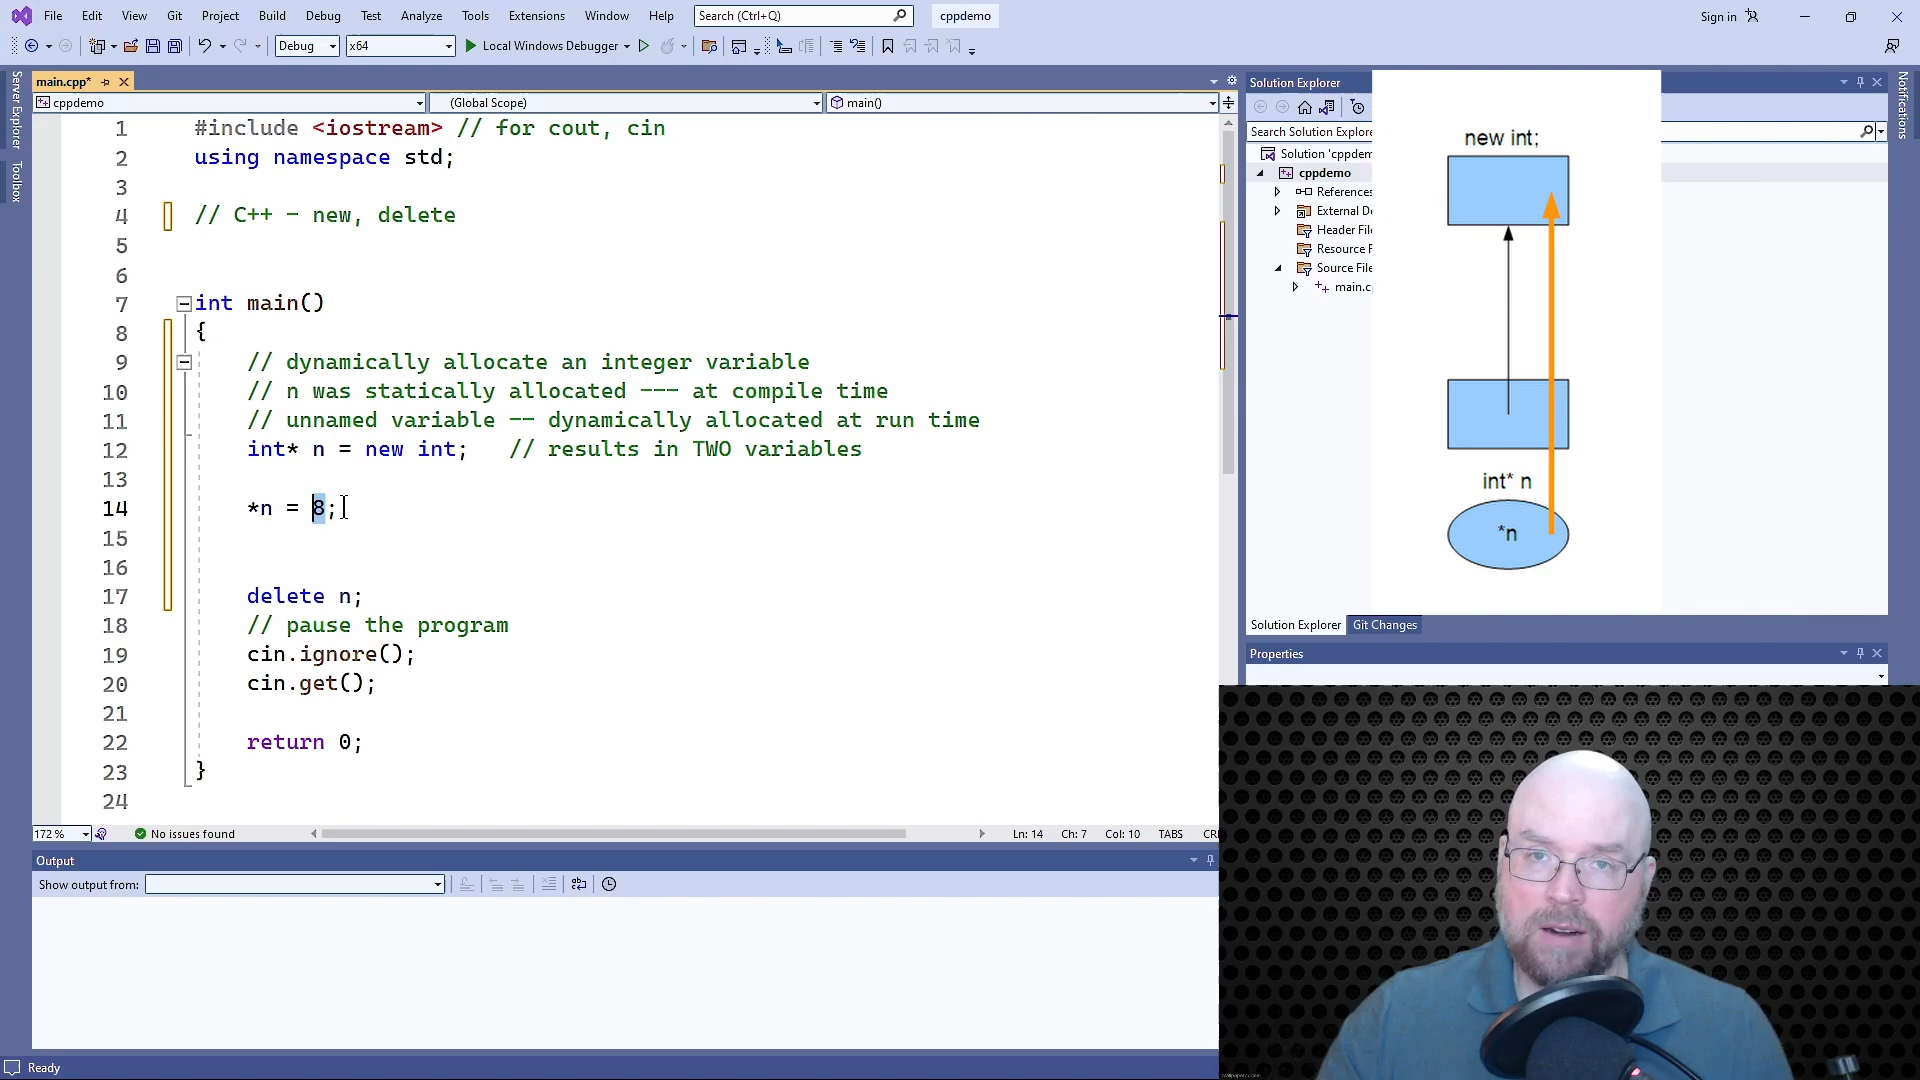 File Edit View Git Project Build Debug Test Analyze Tools Extensions Window Help Search (Ctrl+Q) cppdemo Sign in
Debug x64 Local Windows Debugger
Server Explorer
Toolbox
main.cpp*
cppdemo (Global Scope) main()
1 #include <iostream> // for cout, cin
2 using namespace std;
3
4 // C++ - new, delete
5
6
7 int main()
8 {
9 // dynamically allocate an integer variable
10 // n was statically allocated --- at compile time
11 // unnamed variable -- dynamically allocated at run time
12 int* n = new int; // results in TWO variables
13
14 *n = 8;
15
16
17 delete n;
18 // pause the program
19 cin.ignore();
20 cin.get();
21
22 return 0;
23 }
24
172 % No issues found Ln: 14 Ch: 7 Col: 10 TABS CR
Output
Show output from:
Ready
Solution Explorer
Search Solution Explore
Solution 'cppdem
cppdemo
References
External De
Header File
Resource F
Source File
main.c
new int;
int* n
*n
Solution Explorer Git Changes
Properties
Notifications